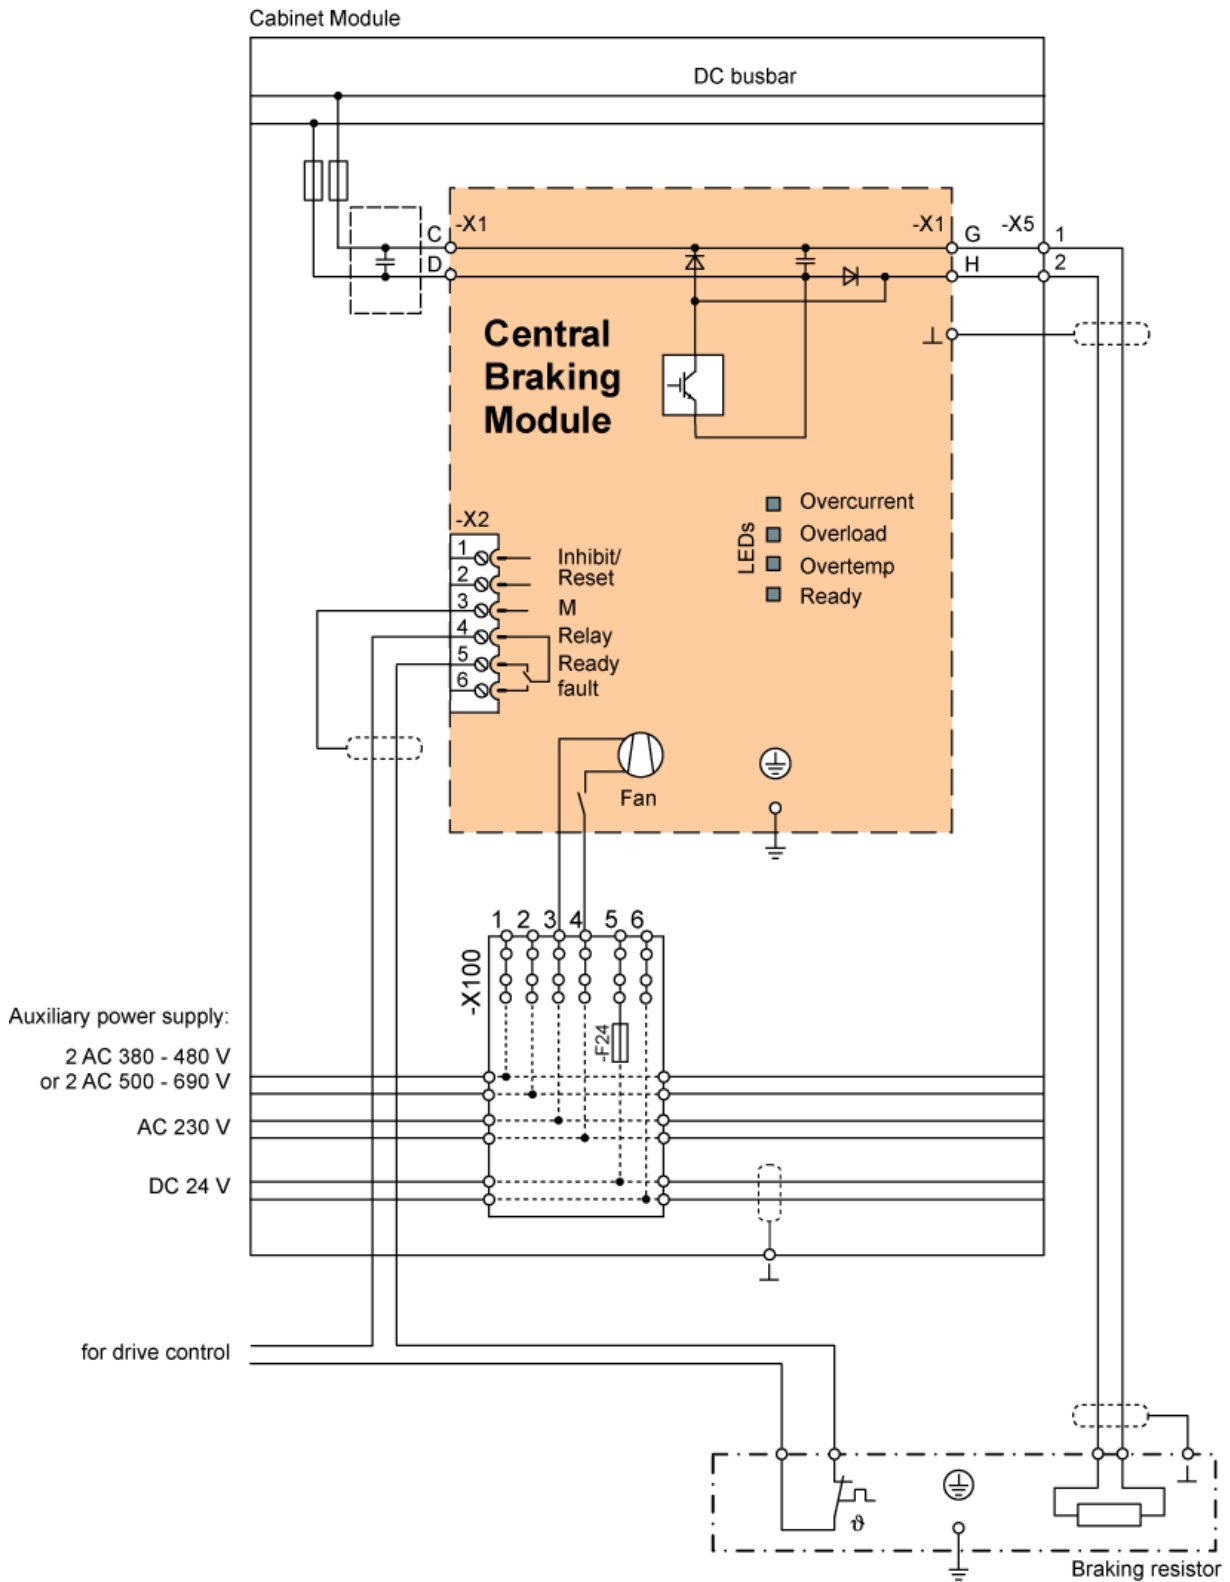 Cabinet Module
DC busbar
C -X1 -X1 G -X5 1
D H 2
Central
Braking
Module
LEDs
Overcurrent
Overload
Overtemp
Ready
-X2
1 Inhibit/
2 Reset
3 M
4 Relay
5 Ready
6 fault
Fan
1 2 3 4 5 6
-X100
-F24
Auxiliary power supply:
2 AC 380 - 480 V
or 2 AC 500 - 690 V
AC 230 V
DC 24 V
for drive control
ϑ
Braking resistor